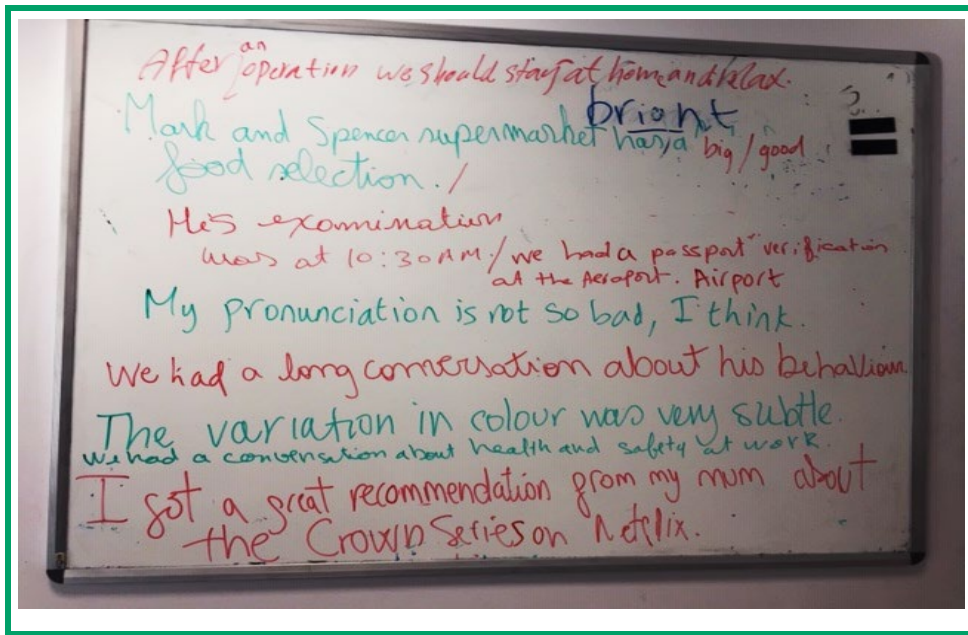 After an operation we should stay at home and relax.
bright
Mark and Spencer supermarket has a big / good
food selection. /
His examination
was at 10:30 AM. / we had a passport verification
at the Aeroport. Airport
My pronunciation is not so bad, I think.
We had a long conversation about his behaviour
The variation in colour was very subtle.
We had a conversation about health and safety at work.
I got a great recommendation from my mum about
the Crown Series on Netflix.